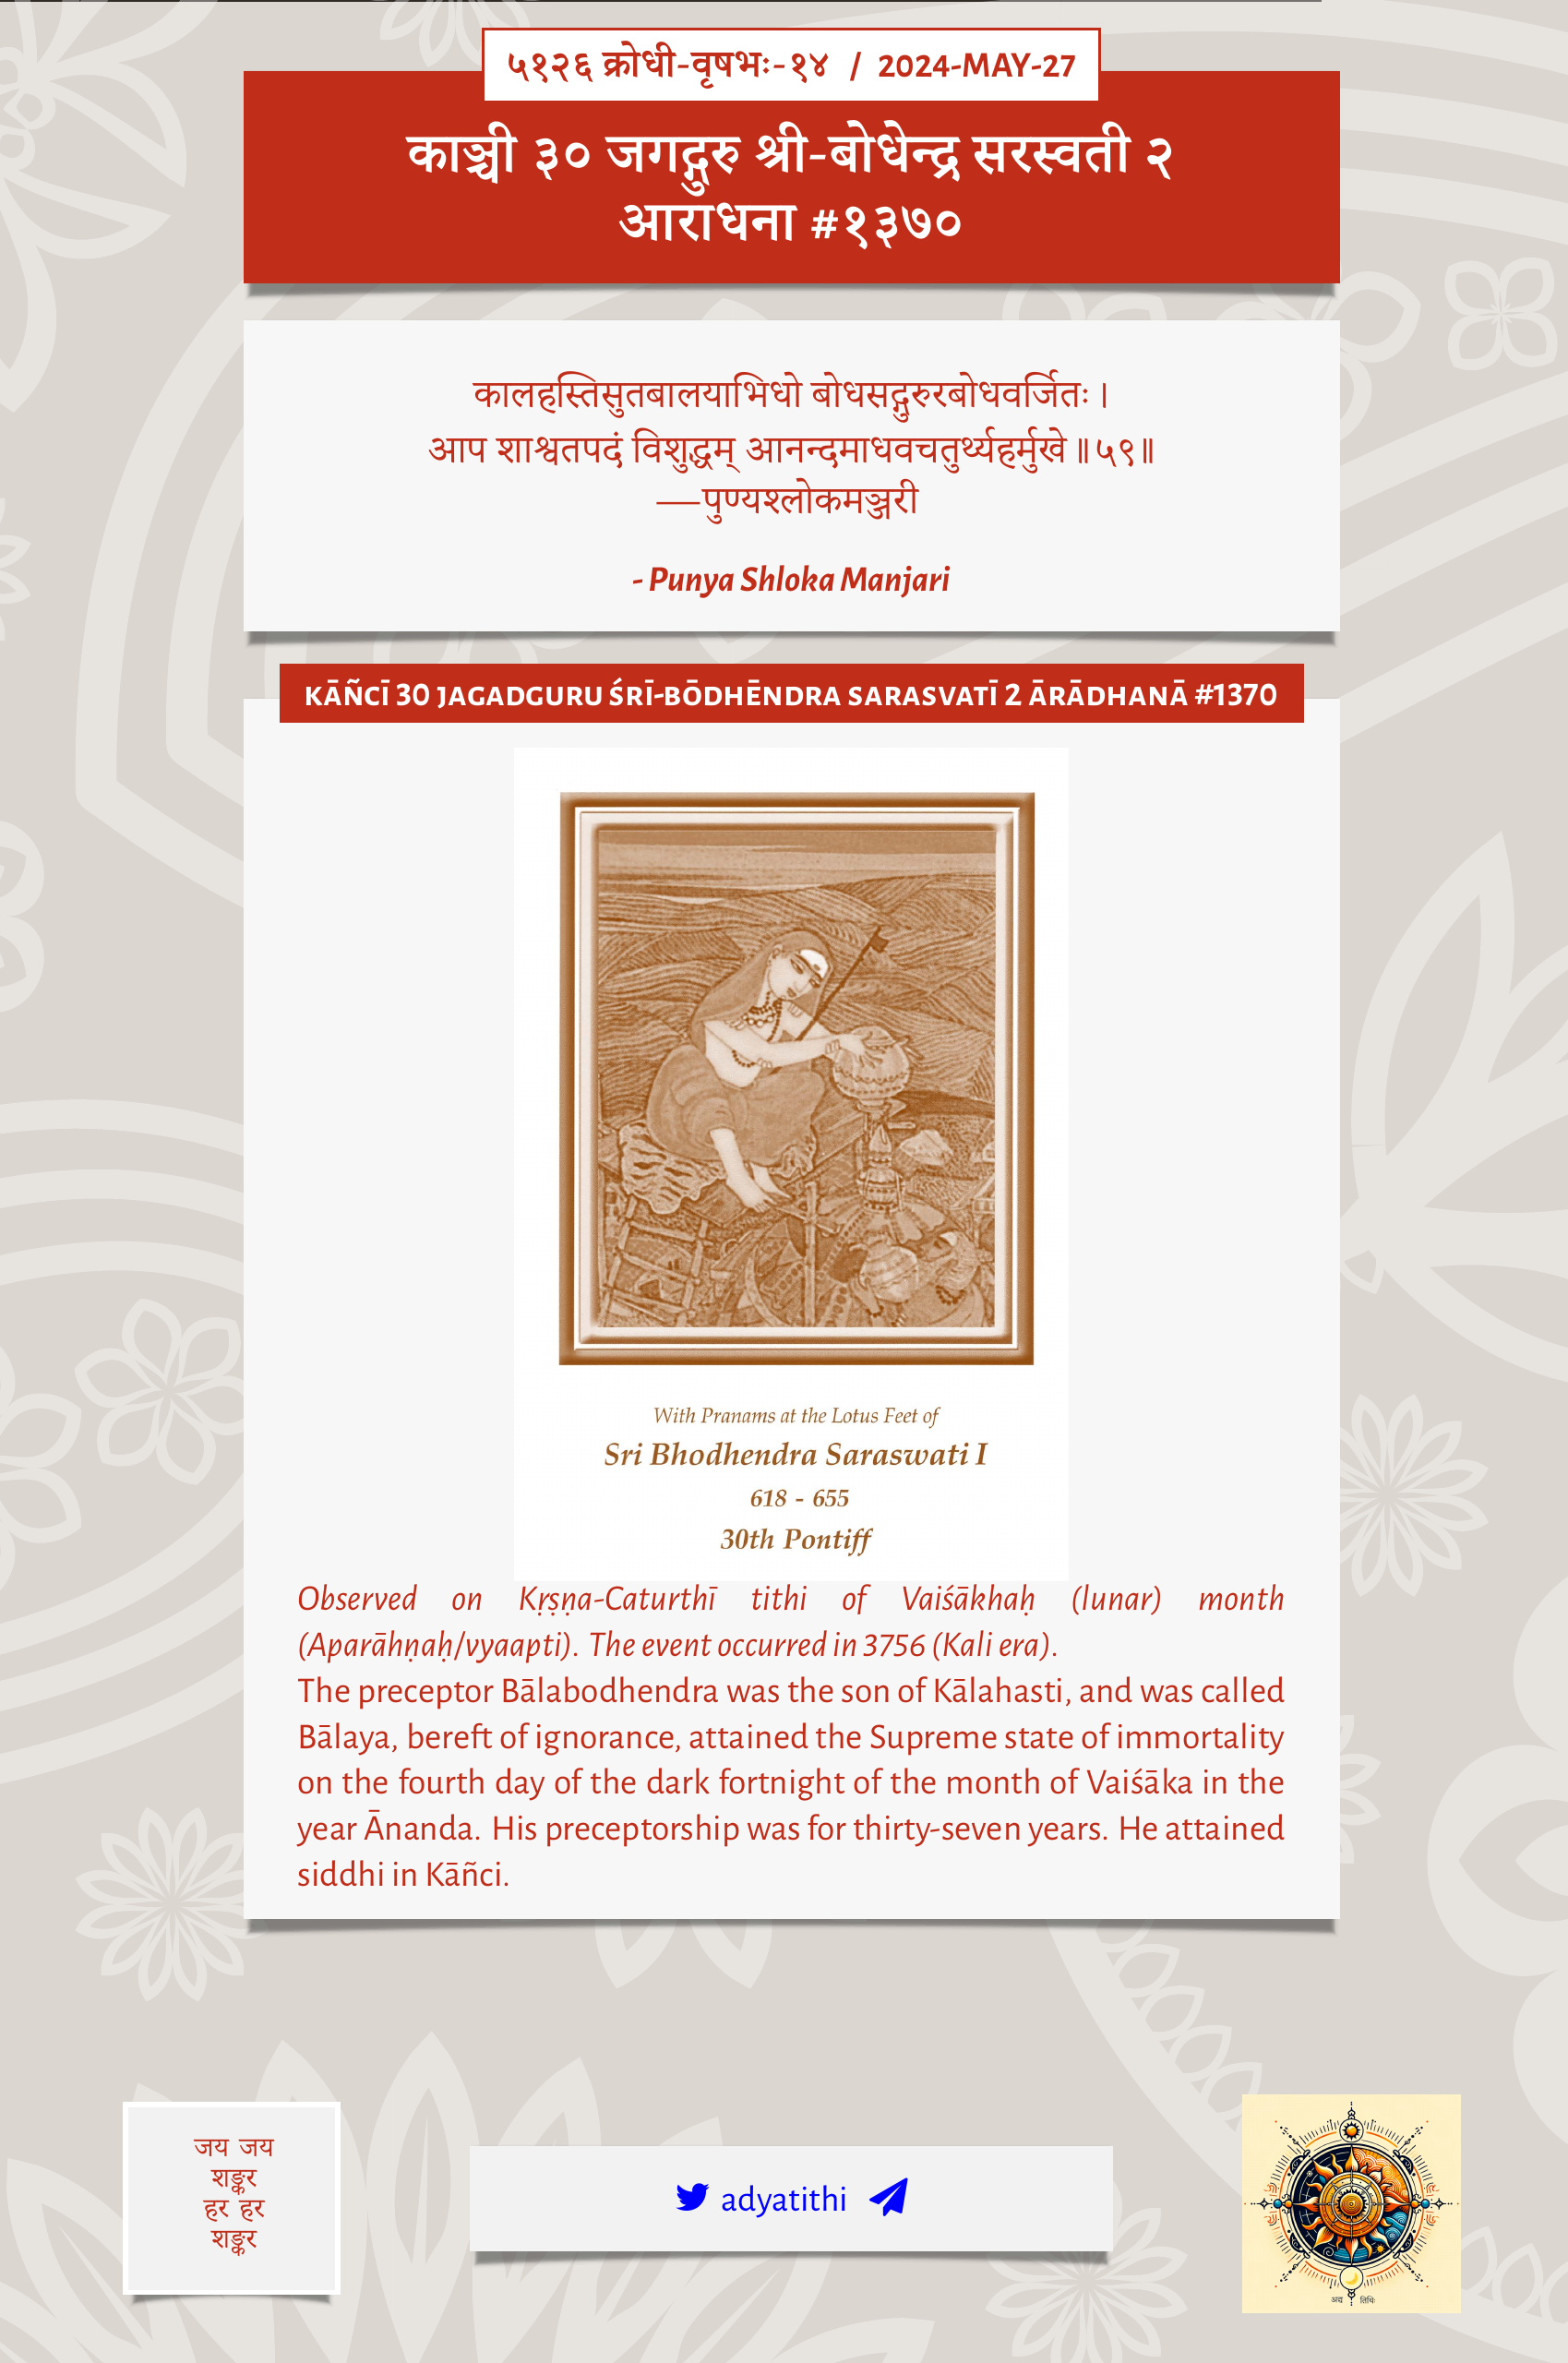 ५१२६ क्रोधी-वृषभः-१४ / 2024-MAY-27
काञ्ची ३० जगद्गुरु श्री-बोधेन्द्र सरस्वती २
आराधना #१३७०
कालहस्तिसुतबालयाभिधो बोधसद्गुरुरबोधवर्जितः।
आप शाश्वतपदं विशुद्धम् आनन्दमाधवचतुर्थ्यहर्मुखे॥५९॥
—पुण्यश्लोकमञ्जरी
- Punya Shloka Manjari
KĀÑCĪ 30 JAGADGURU ŚRĪ-BŌDHĒNDRA SARASVATĪ 2 ĀRĀDHANĀ #1370
With Pranams at the Lotus Feet of
Sri Bhodhendra Saraswati I
618 - 655
30th Pontiff
Observed on Kṛṣṇa-Caturthī tithi of Vaiśākhaḥ (lunar) month
(Aparāhṇaḥ/vyaapti). The event occurred in 3756 (Kali era).
The preceptor Bālabodhendra was the son of Kālahasti, and was called
Bālaya, bereft of ignorance, attained the Supreme state of immortality
on the fourth day of the dark fortnight of the month of Vaiśāka in the
year Ānanda. His preceptorship was for thirty-seven years. He attained
siddhi in Kāñci.
जय जय
शङ्कर
हर हर
शङ्कर
adyatithi
अद्य तिथिः